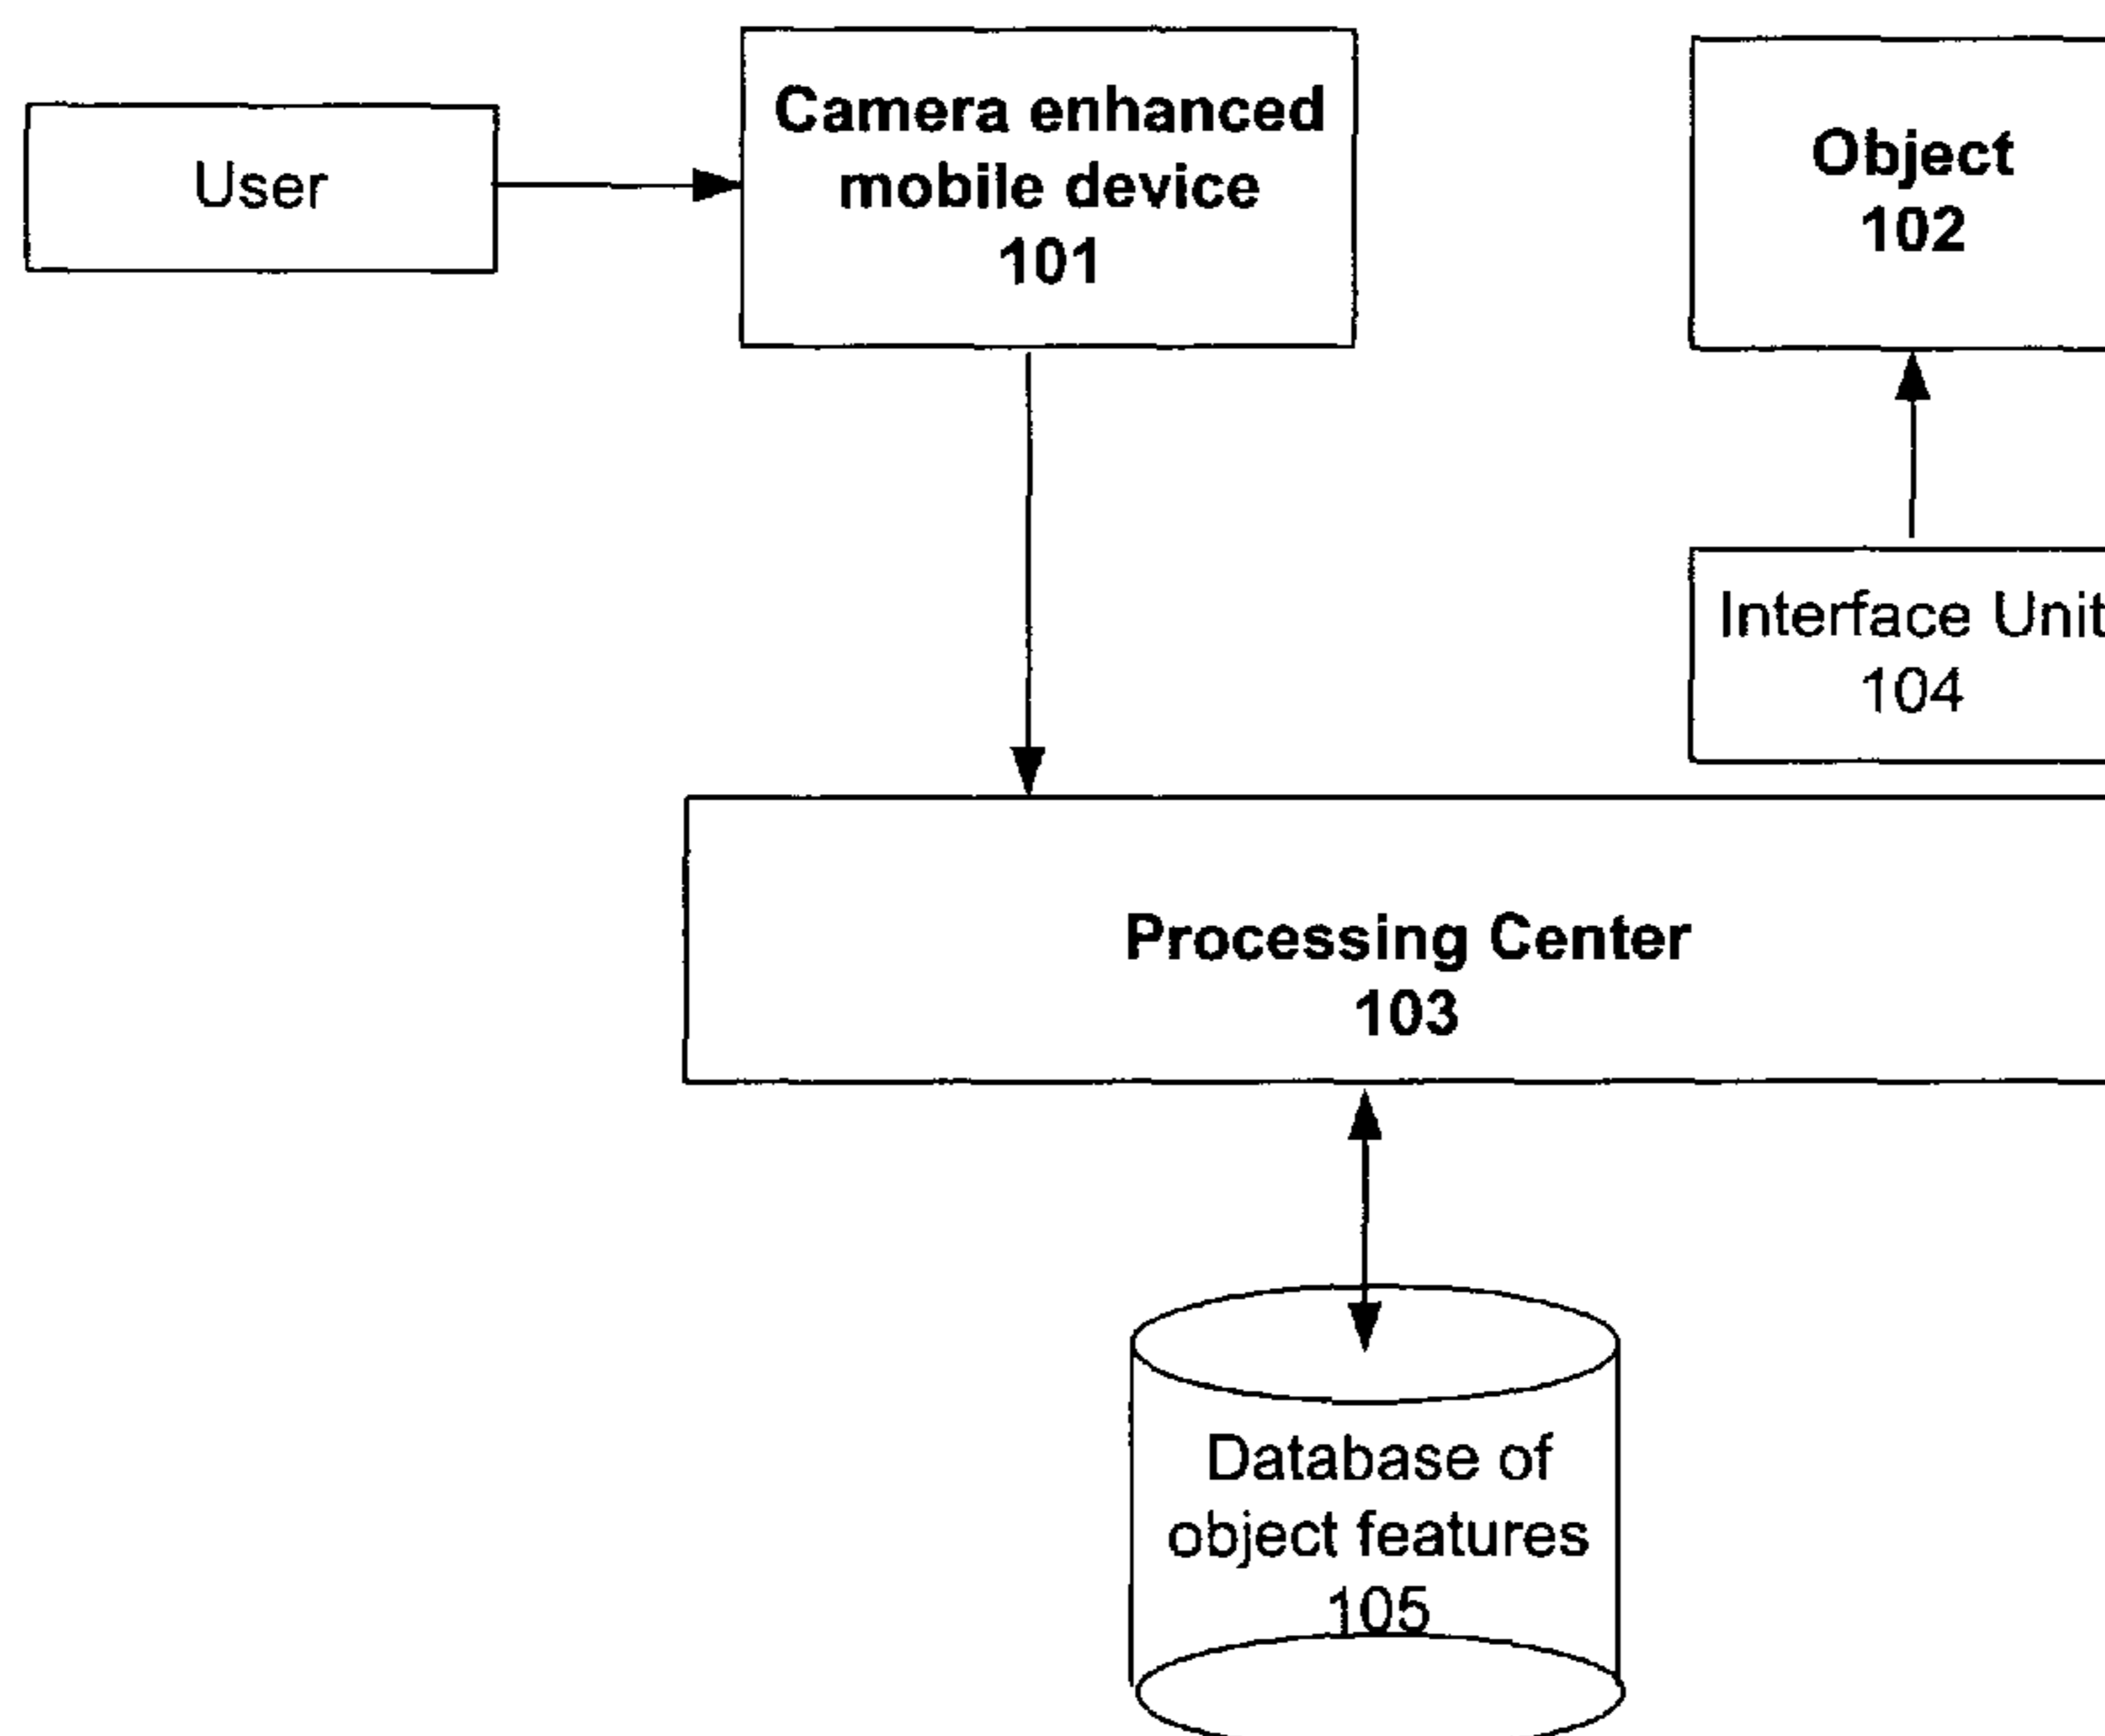 User
Camera enhanced
mobile device
101
Object
102
Interface Unit
104
Processing Center
103
Database of
object features
105